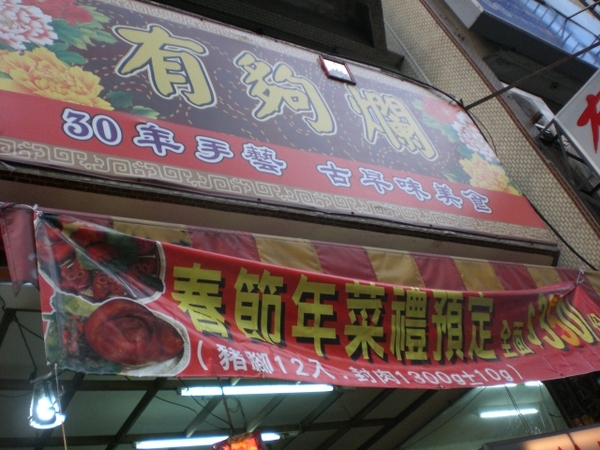 有夠爛
30年手藝 古早味美食
春節年菜禮預定
(豬腳12入 封肉1300g±10g)